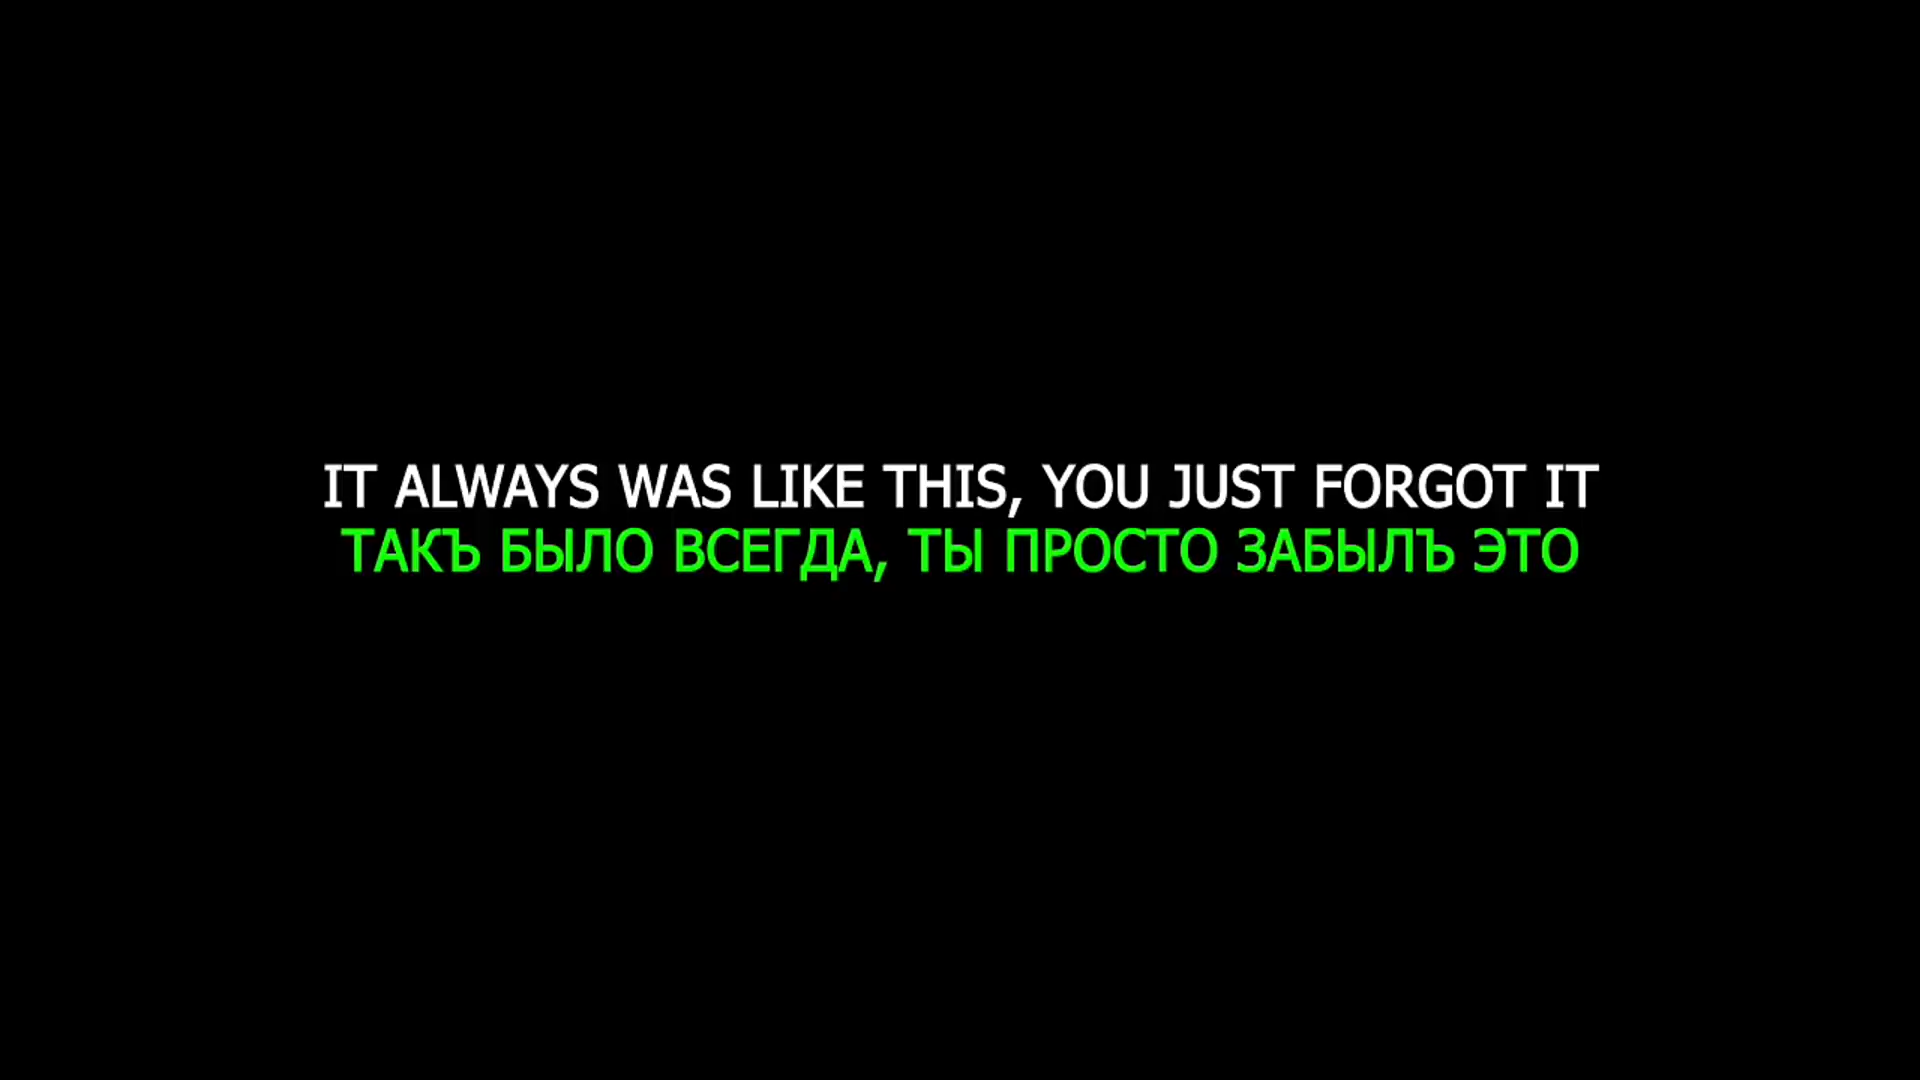 IT ALWAYS WAS LIKE THIS, YOU JUST FORGOT IT
ТАКЪ БЫЛО ВСЕГДА, ТЫ ПРОСТО ЗАБЫЛЪ ЭТО